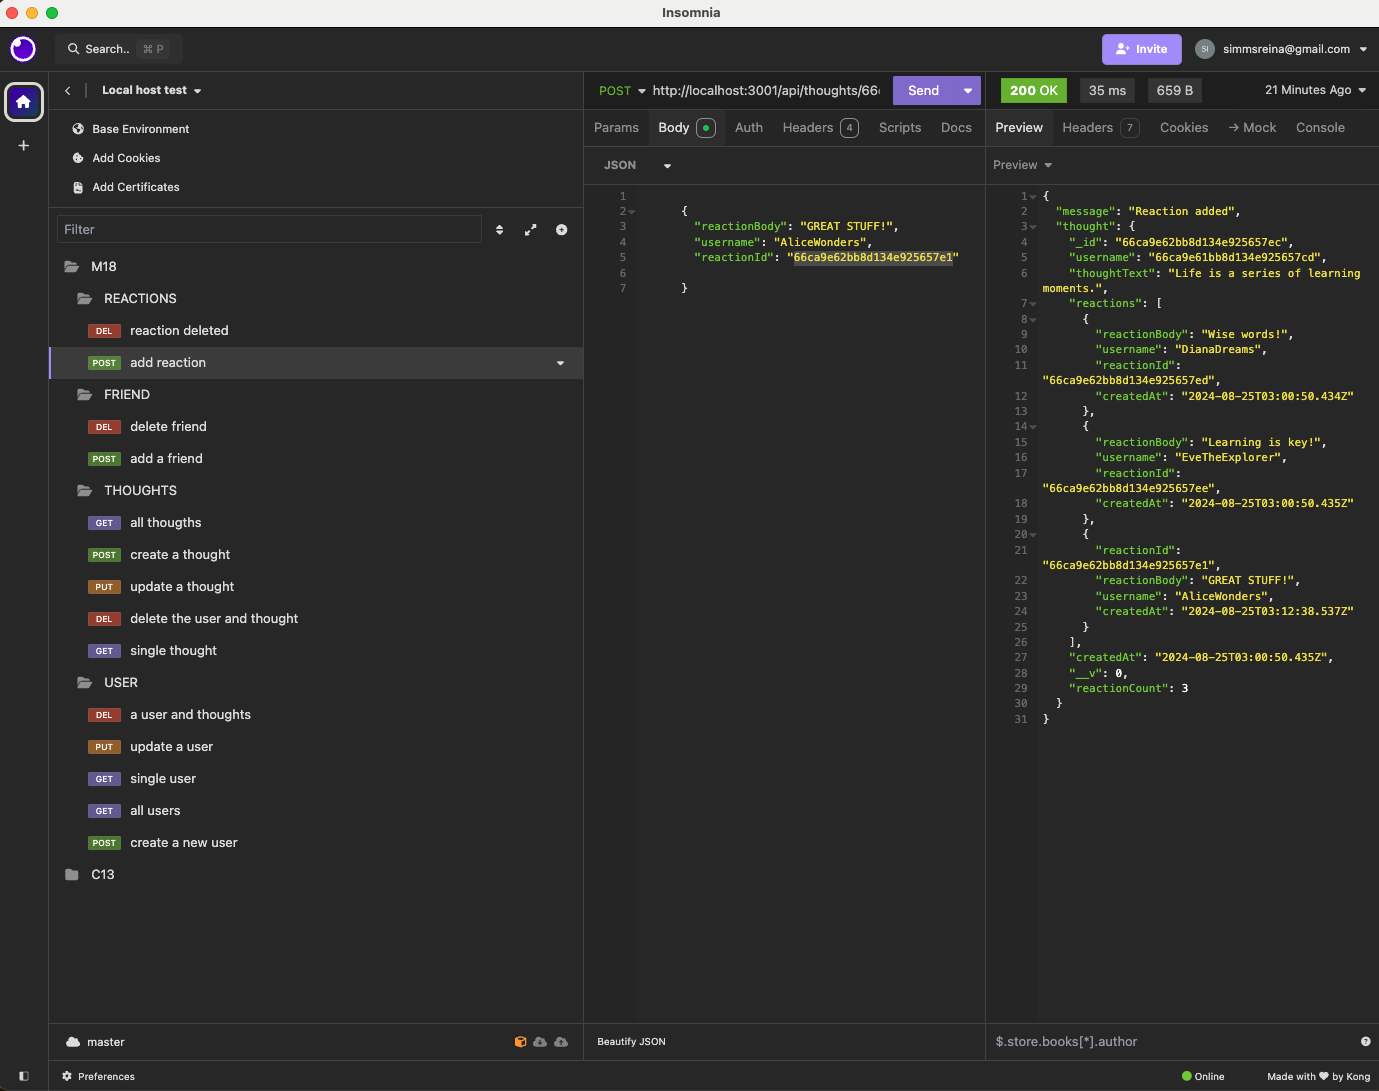 Insomnia
Search.. ⌘ P
Invite
SI
simmsreina@gmail.com
Local host test
Base Environment
Add Cookies
Add Certificates
Filter
M18
REACTIONS
DEL reaction deleted
POST add reaction
FRIEND
DEL delete friend
POST add a friend
THOUGHTS
GET all thougths
POST create a thought
PUT update a thought
DEL delete the user and thought
GET single thought
USER
DEL a user and thoughts
PUT update a user
GET single user
GET all users
POST create a new user
C13
master
Preferences
POST http://localhost:3001/api/thoughts/66 Send
Params Body Auth Headers 4 Scripts Docs
JSON
1
2 {
3 "reactionBody": "GREAT STUFF!",
4 "username": "AliceWonders",
5 "reactionId": "66ca9e62bb8d134e925657e1"
6
7 }
Beautify JSON
200 OK 35 ms 659 B 21 Minutes Ago
Preview Headers 7 Cookies → Mock Console
Preview
1 {
2 "message": "Reaction added",
3 "thought": {
4 "_id": "66ca9e62bb8d134e925657ec",
5 "username": "66ca9e61bb8d134e925657cd",
6 "thoughtText": "Life is a series of learning
moments.",
7 "reactions": [
8 {
9 "reactionBody": "Wise words!",
10 "username": "DianaDreams",
11 "reactionId":
"66ca9e62bb8d134e925657ed",
12 "createdAt": "2024-08-25T03:00:50.434Z"
13 },
14 {
15 "reactionBody": "Learning is key!",
16 "username": "EveTheExplorer",
17 "reactionId":
"66ca9e62bb8d134e925657ee",
18 "createdAt": "2024-08-25T03:00:50.435Z"
19 },
20 {
21 "reactionId":
"66ca9e62bb8d134e925657e1",
22 "reactionBody": "GREAT STUFF!",
23 "username": "AliceWonders",
24 "createdAt": "2024-08-25T03:12:38.537Z"
25 }
26 ],
27 "createdAt": "2024-08-25T03:00:50.435Z",
28 "__v": 0,
29 "reactionCount": 3
30 }
31 }
$.store.books[*].author
Online
Made with ♥ by Kong